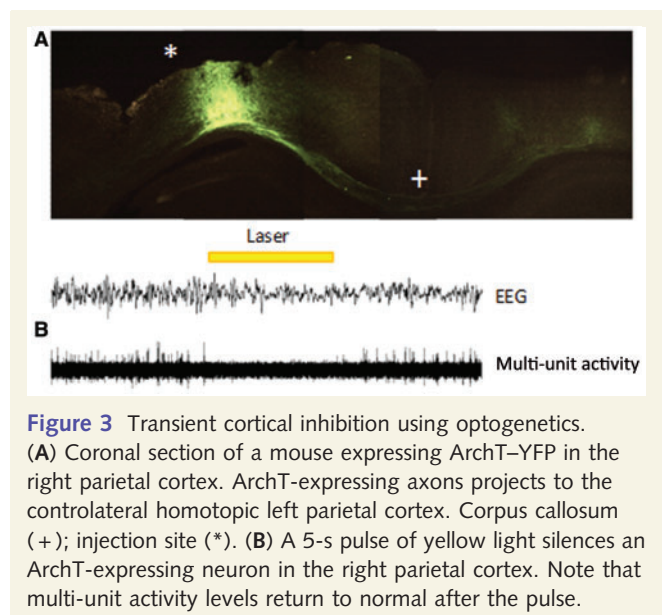 A
*
+
Laser
EEG
B
Multi-unit activity
Figure 3 Transient cortical inhibition using optogenetics.
(A) Coronal section of a mouse expressing ArchT–YFP in the
right parietal cortex. ArchT-expressing axons projects to the
controlateral homotopic left parietal cortex. Corpus callosum
(+); injection site (*). (B) A 5-s pulse of yellow light silences an
ArchT-expressing neuron in the right parietal cortex. Note that
multi-unit activity levels return to normal after the pulse.